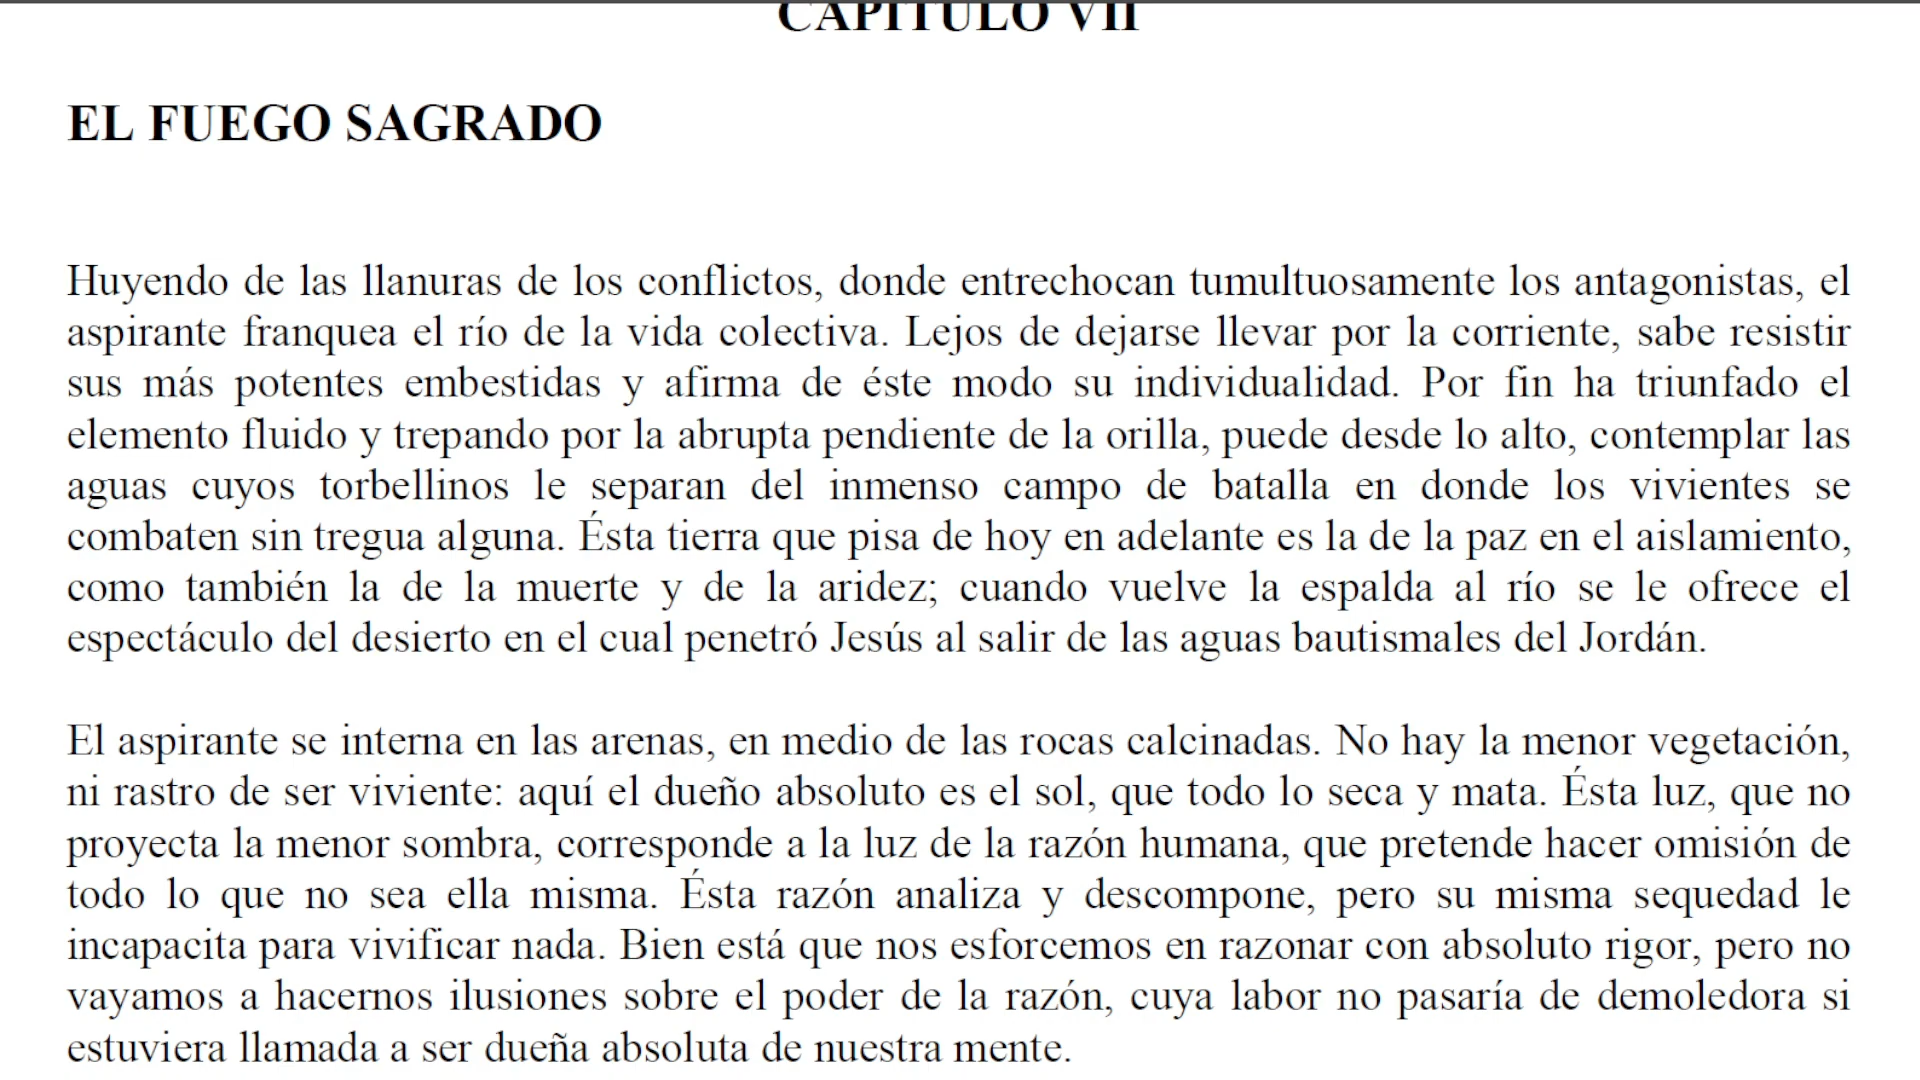 CAPITULO VII
EL FUEGO SAGRADO
Huyendo de las llanuras de los conflictos, donde entrechocan tumultuosamente los antagonistas, el
aspirante franquea el río de la vida colectiva. Lejos de dejarse llevar por la corriente, sabe resistir
sus más potentes embestidas y afirma de éste modo su individualidad. Por fin ha triunfado el
elemento fluido y trepando por la abrupta pendiente de la orilla, puede desde lo alto, contemplar las
aguas cuyos torbellinos le separan del inmenso campo de batalla en donde los vivientes se
combaten sin tregua alguna. Ésta tierra que pisa de hoy en adelante es la de la paz en el aislamiento,
como también la de la muerte y de la aridez; cuando vuelve la espalda al río se le ofrece el
espectáculo del desierto en el cual penetró Jesús al salir de las aguas bautismales del Jordán.
El aspirante se interna en las arenas, en medio de las rocas calcinadas. No hay la menor vegetación,
ni rastro de ser viviente: aquí el dueño absoluto es el sol, que todo lo seca y mata. Ésta luz, que no
proyecta la menor sombra, corresponde a la luz de la razón humana, que pretende hacer omisión de
todo lo que no sea ella misma. Ésta razón analiza y descompone, pero su misma sequedad le
incapacita para vivificar nada. Bien está que nos esforcemos en razonar con absoluto rigor, pero no
vayamos a hacernos ilusiones sobre el poder de la razón, cuya labor no pasaría de demoledora si
estuviera llamada a ser dueña absoluta de nuestra mente.